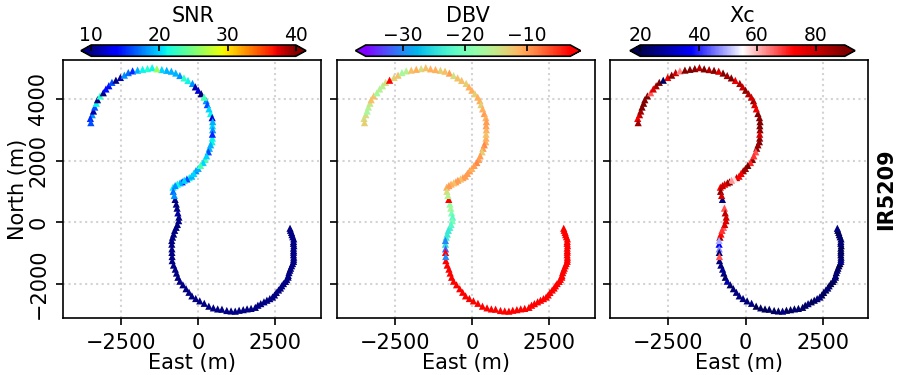 SNR DBV Xc
10 20 30 40 −30 −20 −10 20 40 60 80
4000
2000
0
−2000
North (m)
IR5209
−2500 0 2500 −2500 0 2500 −2500 0 2500
East (m) East (m) East (m)